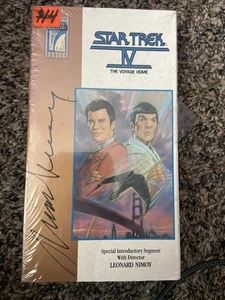 #14
STAR TREK
IV
THE VOYAGE HOME
Special Introductory Segment
With Director
LEONARD NIMOY